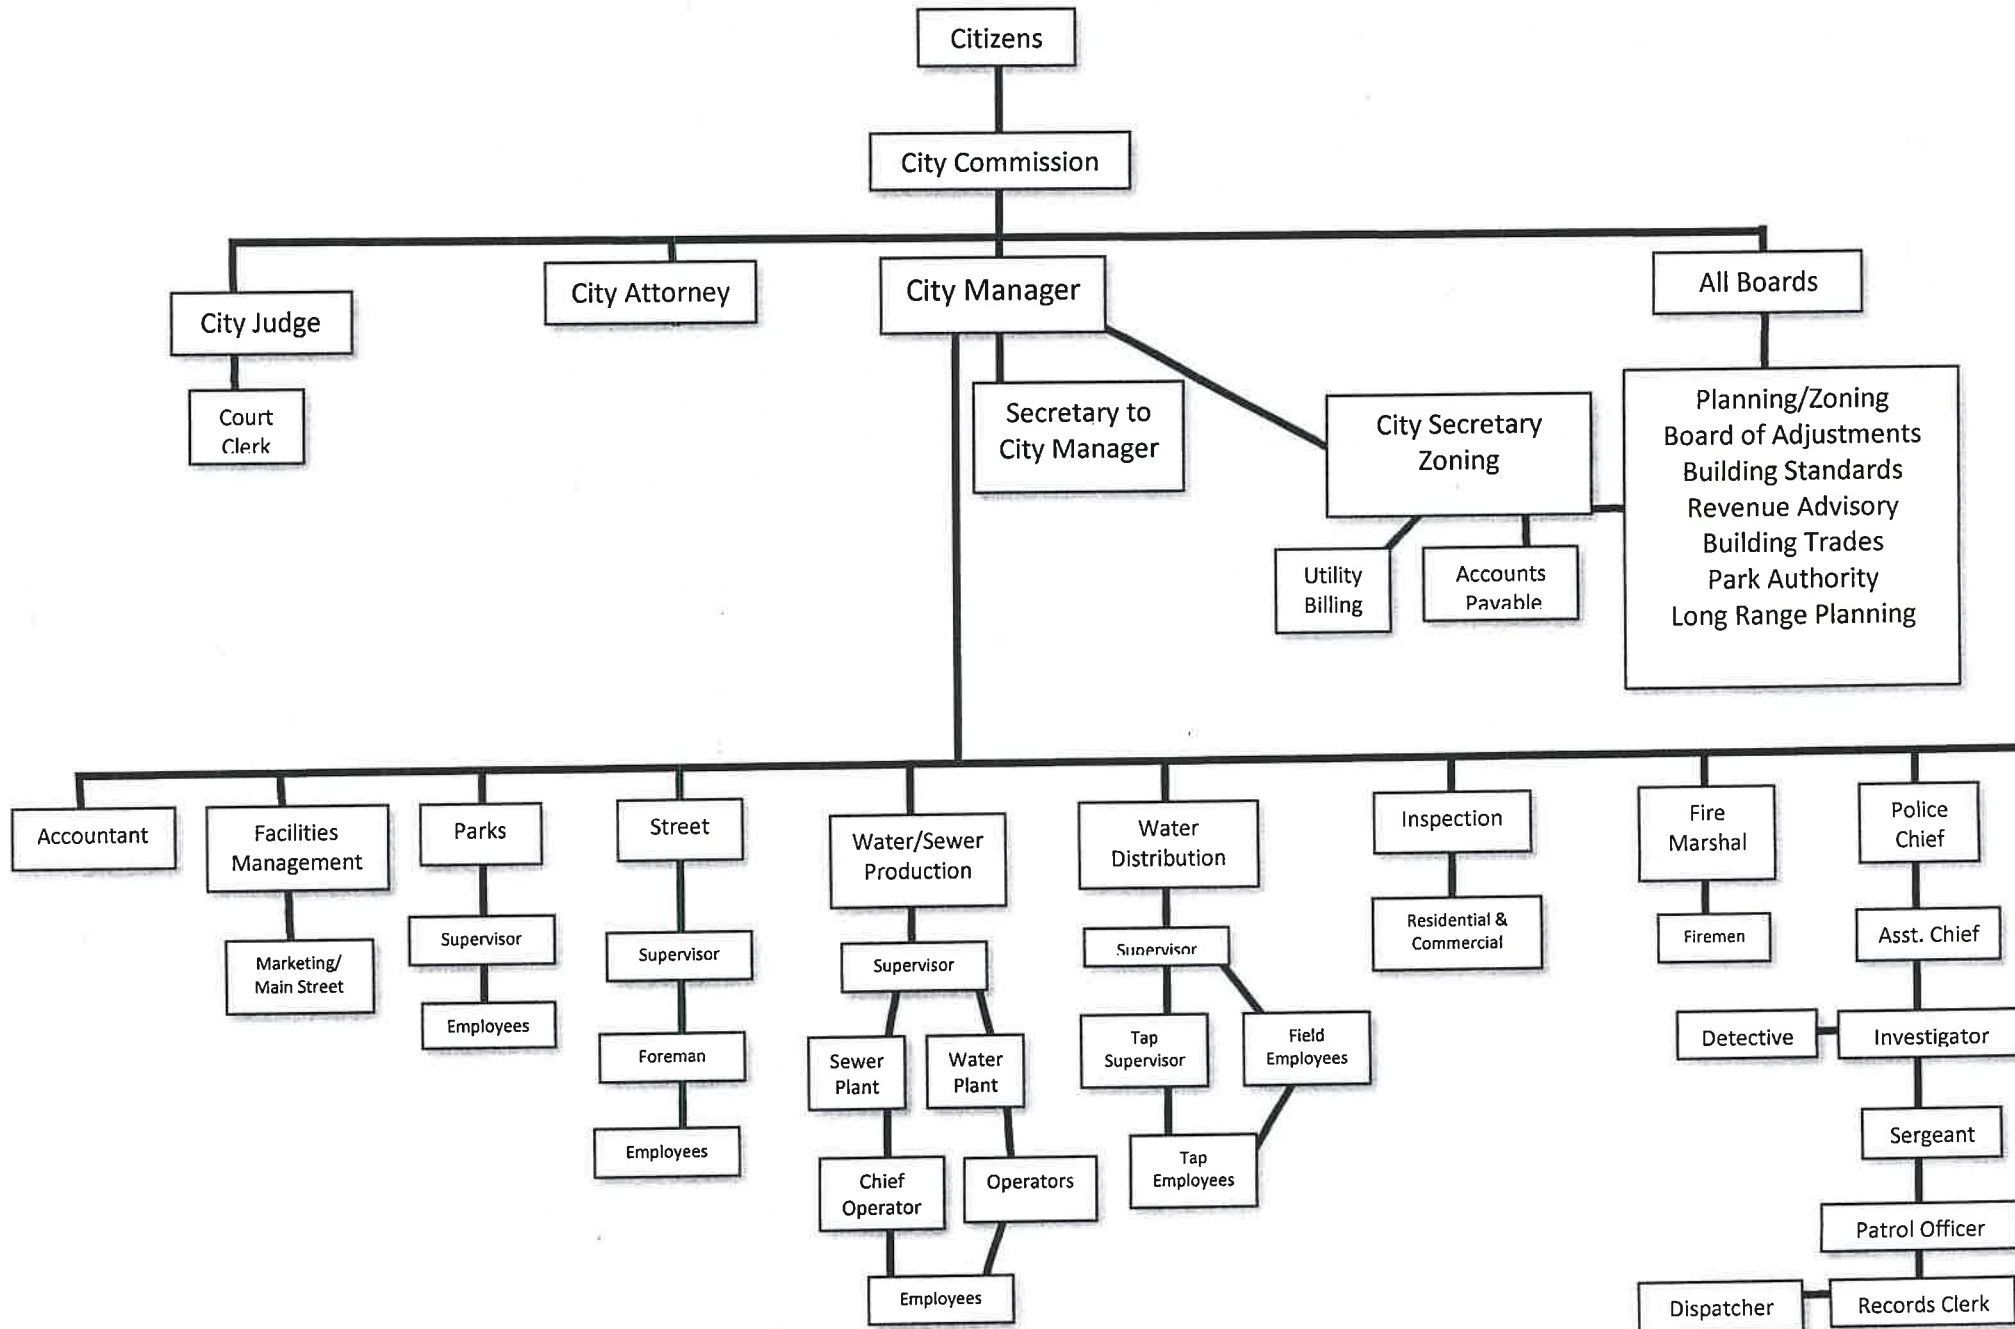 Citizens
City Commission
City Judge
City Attorney
City Manager
All Boards
Court
Clerk
Secretary to
City Manager
City Secretary
Zoning
Planning/Zoning
Board of Adjustments
Building Standards
Revenue Advisory
Building Trades
Park Authority
Long Range Planning
Utility
Billing
Accounts
Payable
Accountant
Facilities
Management
Marketing/
Main Street
Parks
Supervisor
Employees
Street
Supervisor
Foreman
Employees
Water/Sewer
Production
Supervisor
Sewer
Plant
Water
Plant
Chief
Operator
Operators
Employees
Water
Distribution
Supervisor
Tap
Supervisor
Field
Employees
Tap
Employees
Inspection
Residential &
Commercial
Fire
Marshal
Firemen
Police
Chief
Asst. Chief
Detective
Investigator
Sergeant
Patrol Officer
Dispatcher
Records Clerk